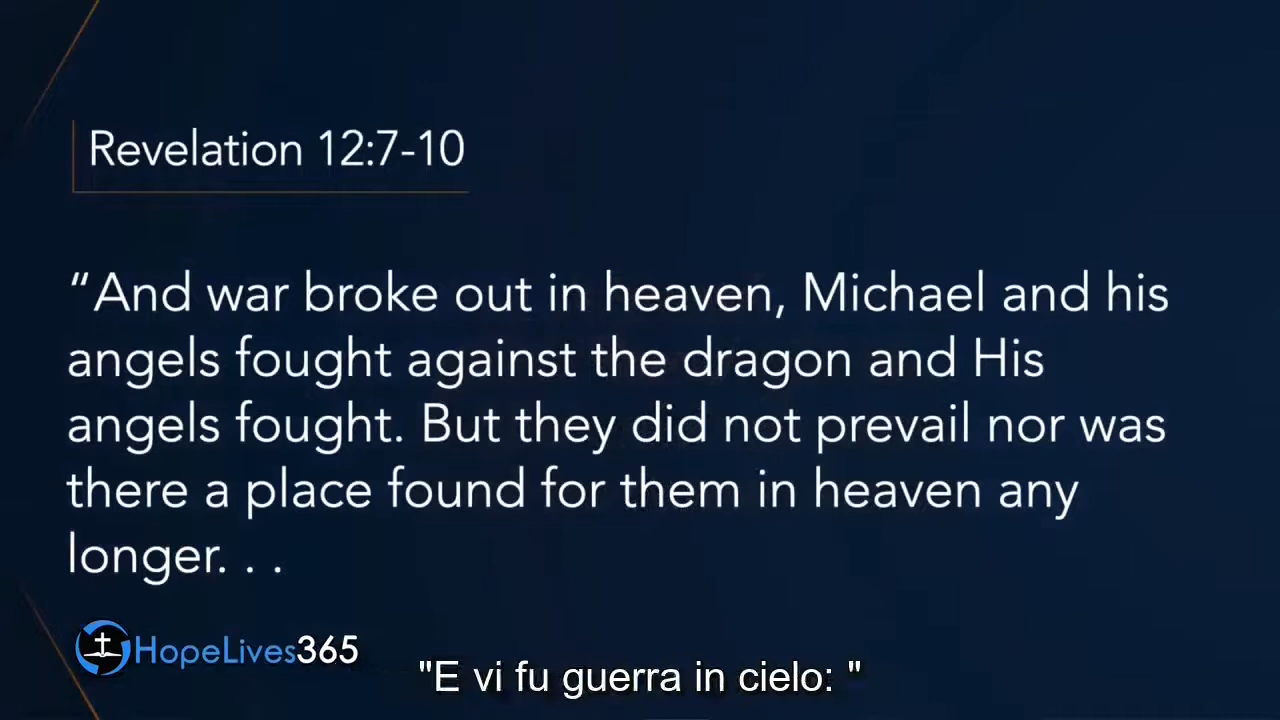 Revelation 12:7-10
“And war broke out in heaven, Michael and his
angels fought against the dragon and His
angels fought. But they did not prevail nor was
there a place found for them in heaven any
longer. . .
HopeLives365
"E vi fu guerra in cielo: "